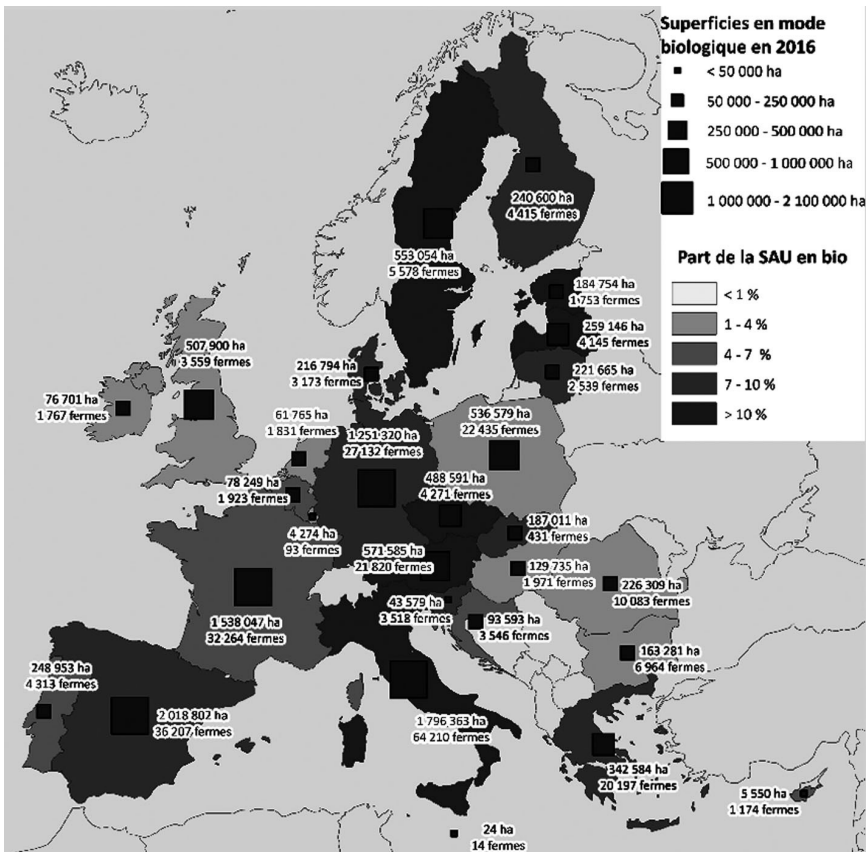 Superficies en mode
biologique en 2016
< 50 000 ha
50 000 - 250 000 ha
250 000 - 500 000 ha
500 000 - 1 000 000 ha
1 000 000 - 2 100 000 ha
Part de la SAU en bio
< 1 %
1 - 4 %
4 - 7 %
7 - 10 %
> 10 %
240 600 ha
4 415 fermes
553 054 ha
5 578 fermes
184 754 ha
1 753 fermes
259 146 ha
4 145 fermes
221 665 ha
2 539 fermes
507 900 ha
3 559 fermes
216 794 ha
3 173 fermes
76 701 ha
1 767 fermes
61 765 ha
1 831 fermes
1 251 320 ha
27 132 fermes
536 579 ha
22 435 fermes
78 249 ha
1 923 fermes
488 591 ha
4 271 fermes
4 274 ha
93 fermes
187 011 ha
431 fermes
571 585 ha
21 820 fermes
129 735 ha
1 971 fermes
226 309 ha
10 083 fermes
43 579 ha
3 518 fermes
93 593 ha
3 546 fermes
1 538 047 ha
32 264 fermes
163 281 ha
6 964 fermes
248 953 ha
4 313 fermes
2 018 802 ha
36 207 fermes
1 796 363 ha
64 210 fermes
342 584 ha
20 197 fermes
5 550 ha
1 174 fermes
24 ha
14 fermes